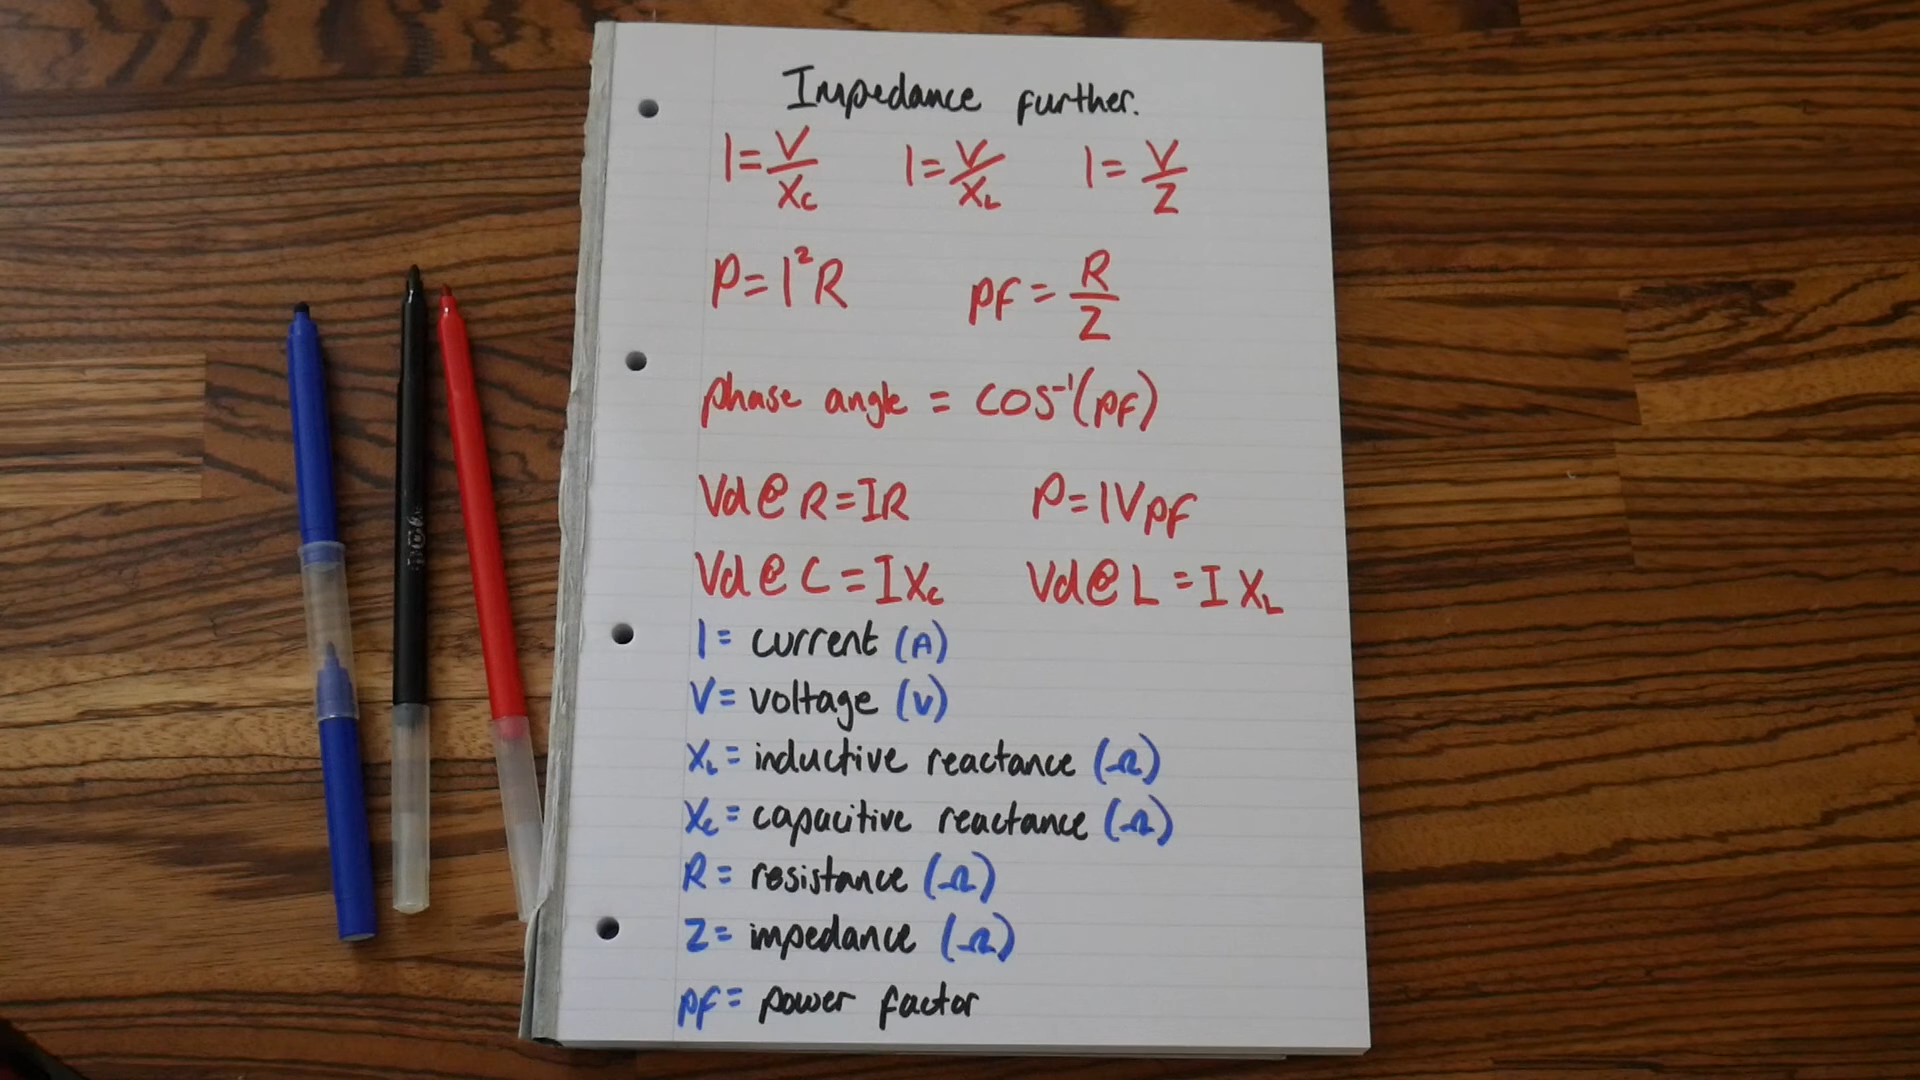 Impedance further.
I = V/Xc I = V/XL I = V/Z
P = I²R pf = R/Z
phase angle = cos⁻¹(pf)
Vd@R = IR P = IVpf
Vd@C = IXc Vd@L = IXL
I = current (A)
V = voltage (V)
XL = inductive reactance (Ω)
Xc = capacitive reactance (Ω)
R = resistance (Ω)
Z = impedance (Ω)
pf = power factor